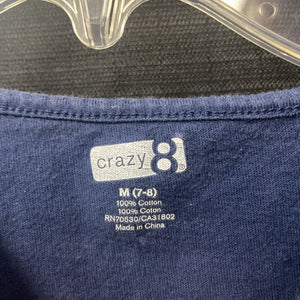 crazy 8
M (7-8)
100% Cotton
100% Coton
RN70530/CA31802
Made in China